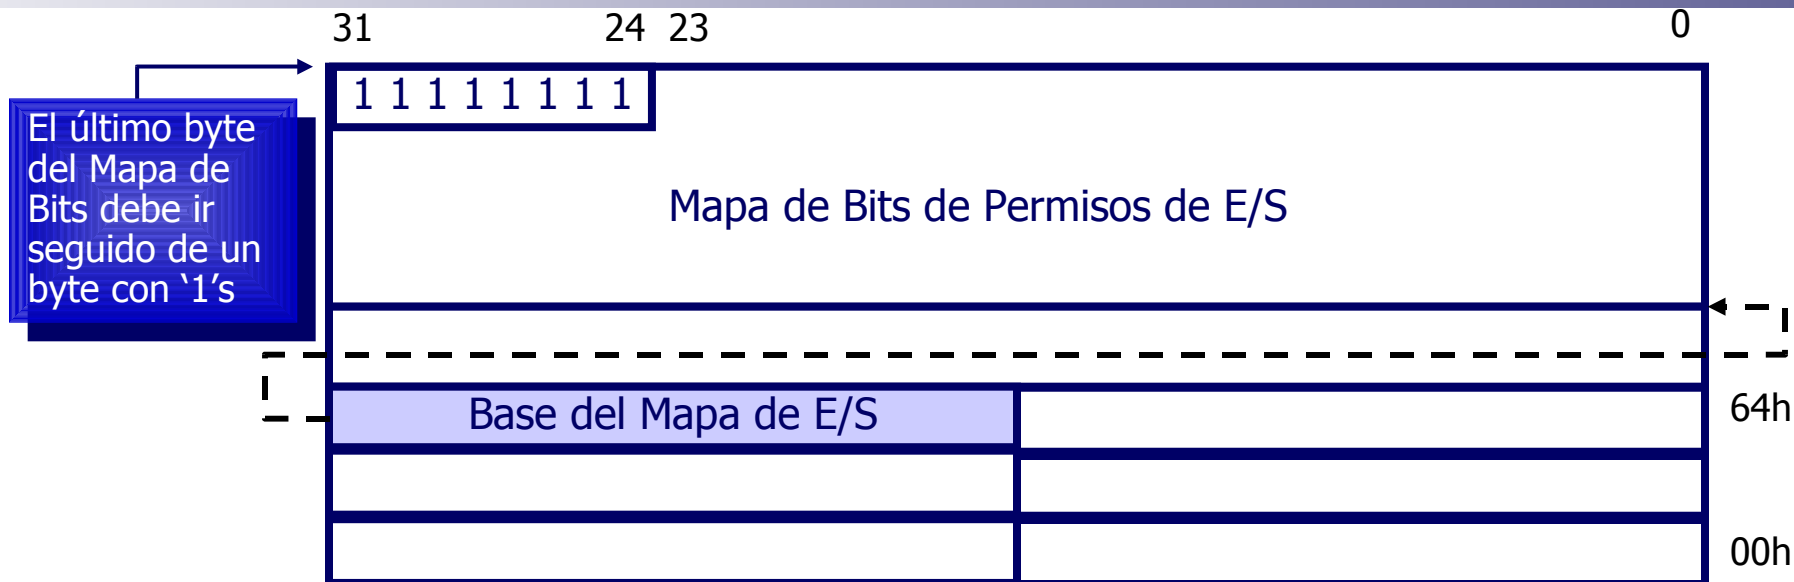 31 24 23 0
1 1 1 1 1 1 1 1
El último byte
del Mapa de
Bits debe ir
seguido de un
byte con ‘1’s
Mapa de Bits de Permisos de E/S
Base del Mapa de E/S
64h
00h